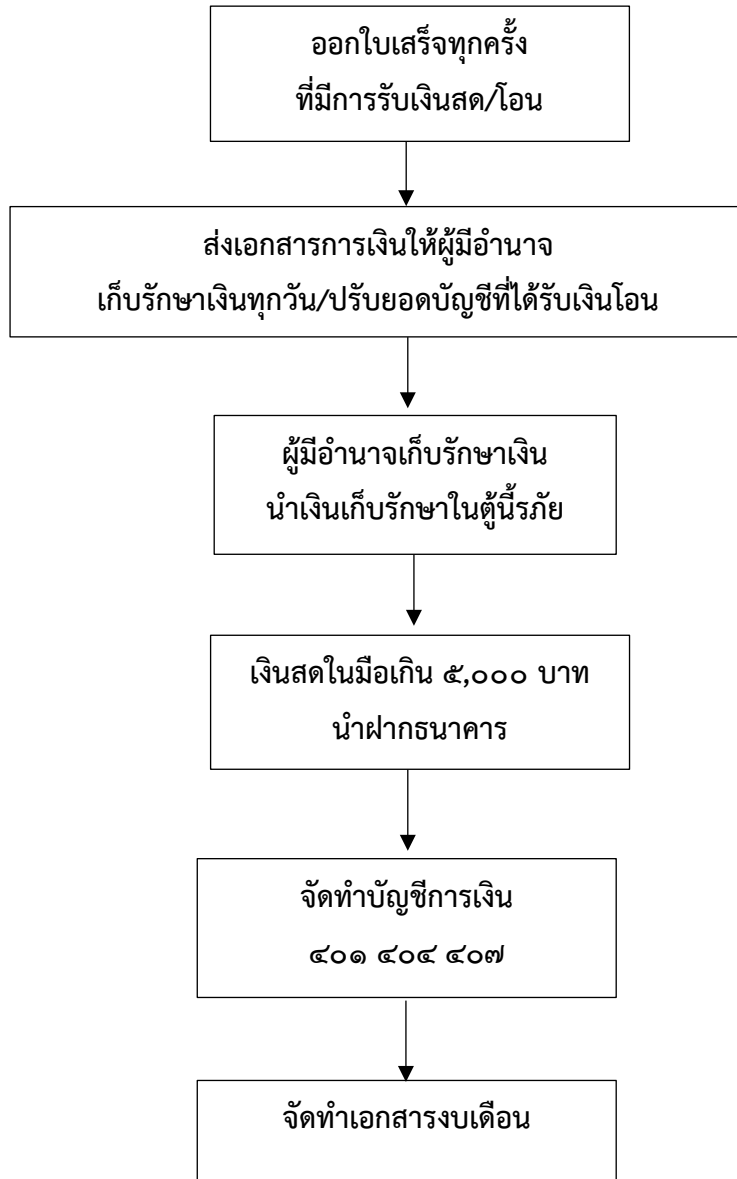 ออกใบเสร็จทุกครั้ง
ที่มีการรับเงินสด/โอน
ส่งเอกสารการเงินให้ผู้มีอำนาจ
เก็บรักษาเงินทุกวัน/ปรับยอดบัญชีที่ได้รับเงินโอน
ผู้มีอำนาจเก็บรักษาเงิน
นำเงินเก็บรักษาในตู้นี้รภัย
เงินสดในมือเกิน ๕,๐๐๐ บาท
นำฝากธนาคาร
จัดทำบัญชีการเงิน
๔๐๑ ๔๐๔ ๔๐๗
จัดทำเอกสารงบเดือน